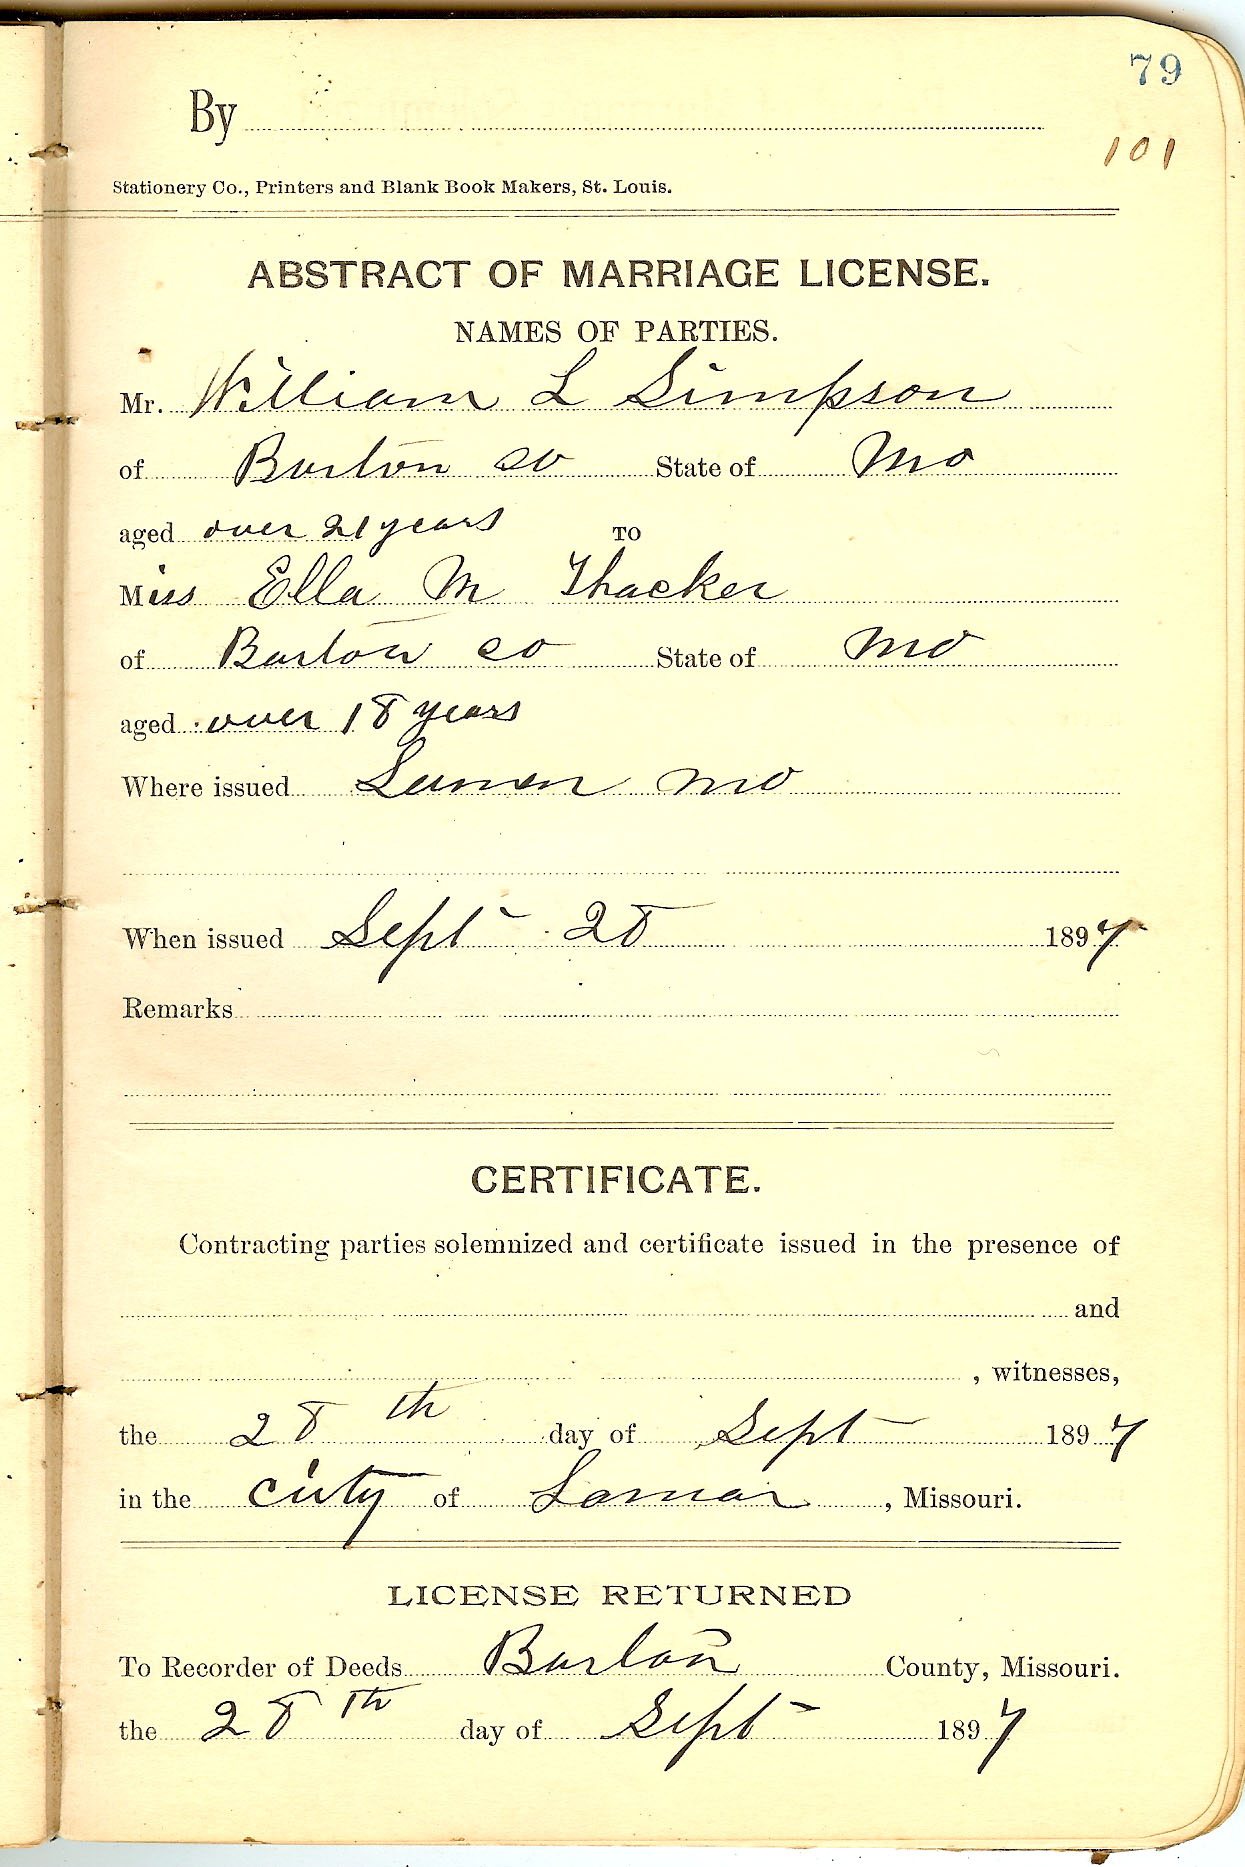 79
By
101
Stationery Co., Printers and Blank Book Makers, St. Louis.
ABSTRACT OF MARRIAGE LICENSE.
NAMES OF PARTIES.
Mr. William L Simpson
of Barton co State of Mo
aged over 21 years TO
Miss Ella M Thacker
of Barton co State of Mo
aged over 18 years
Where issued Lamar Mo
When issued Sept 28 1897
Remarks
CERTIFICATE.
Contracting parties solemnized and certificate issued in the presence of
and
, witnesses,
the 28th day of Sept 1897
in the city of Lamar, Missouri.
LICENSE RETURNED
To Recorder of Deeds Barton County, Missouri.
the 28th day of Sept 1897